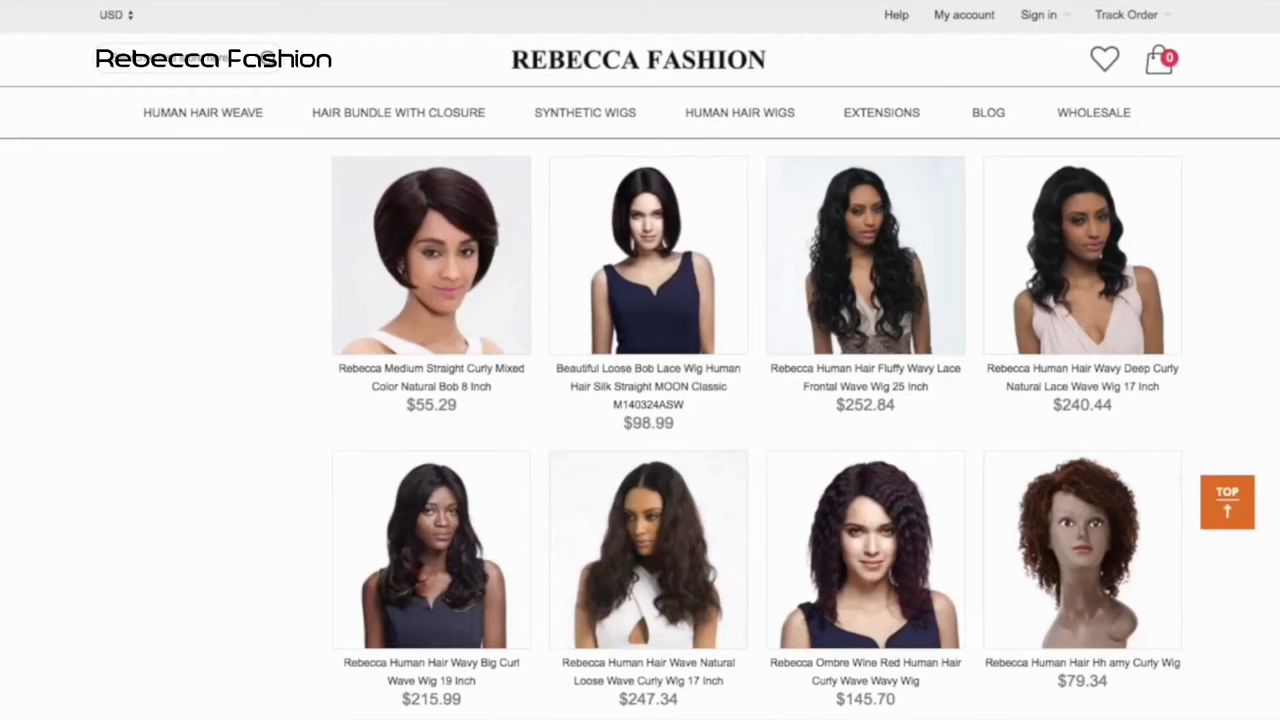 USD
Help
My account
Sign in
Track Order
Rebecca Fashion
REBECCA FASHION
0
HUMAN HAIR WEAVE
HAIR BUNDLE WITH CLOSURE
SYNTHETIC WIGS
HUMAN HAIR WIGS
EXTENSIONS
BLOG
WHOLESALE
Rebecca Medium Straight Curly Mixed
Color Natural Bob 8 Inch
$55.29
Beautiful Loose Bob Lace Wig Human
Hair Silk Straight MOON Classic
M140324ASW
$98.99
Rebecca Human Hair Fluffy Wavy Lace
Frontal Wave Wig 25 Inch
$252.84
Rebecca Human Hair Wavy Deep Curly
Natural Lace Wave Wig 17 Inch
$240.44
Rebecca Human Hair Wavy Big Curl
Wave Wig 19 Inch
$215.99
Rebecca Human Hair Wave Natural
Loose Wave Curly Wig 17 Inch
$247.34
Rebecca Ombre Wine Red Human Hair
Curly Wave Wavy Wig
$145.70
Rebecca Human Hair Hh amy Curly Wig
$79.34
TOP